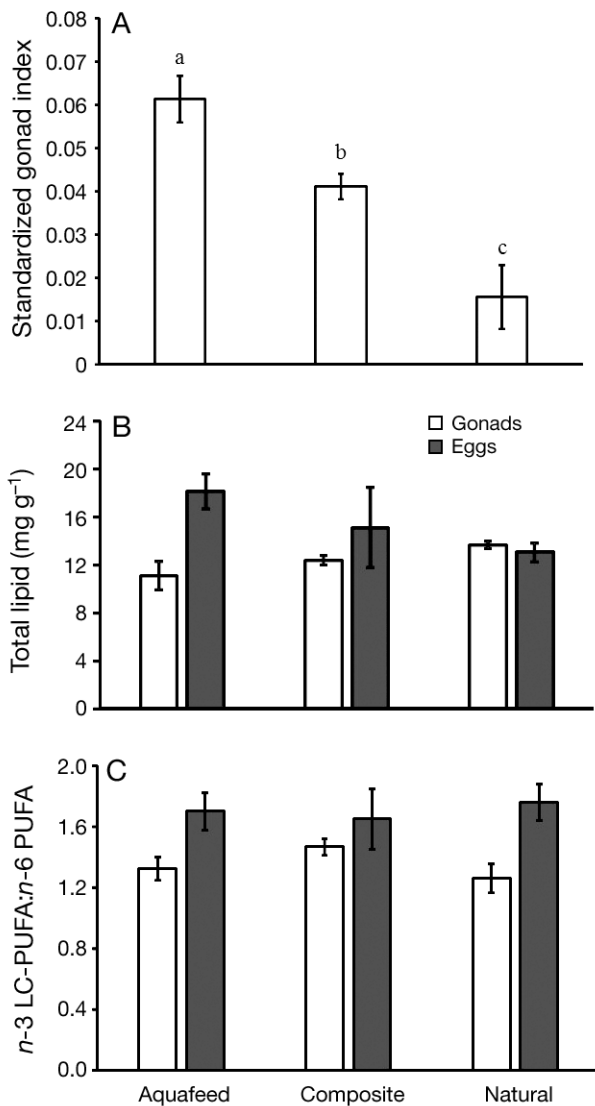 A
Standardized gonad index
0.08
0.07
0.06
0.05
0.04
0.03
0.02
0.01
0
a
b
c
B
Total lipid (mg g⁻¹)
24
20
16
12
8
4
0
Gonads
Eggs
C
n-3 LC-PUFA:n-6 PUFA
2.0
1.6
1.2
0.8
0.4
0.0
Aquafeed Composite Natural